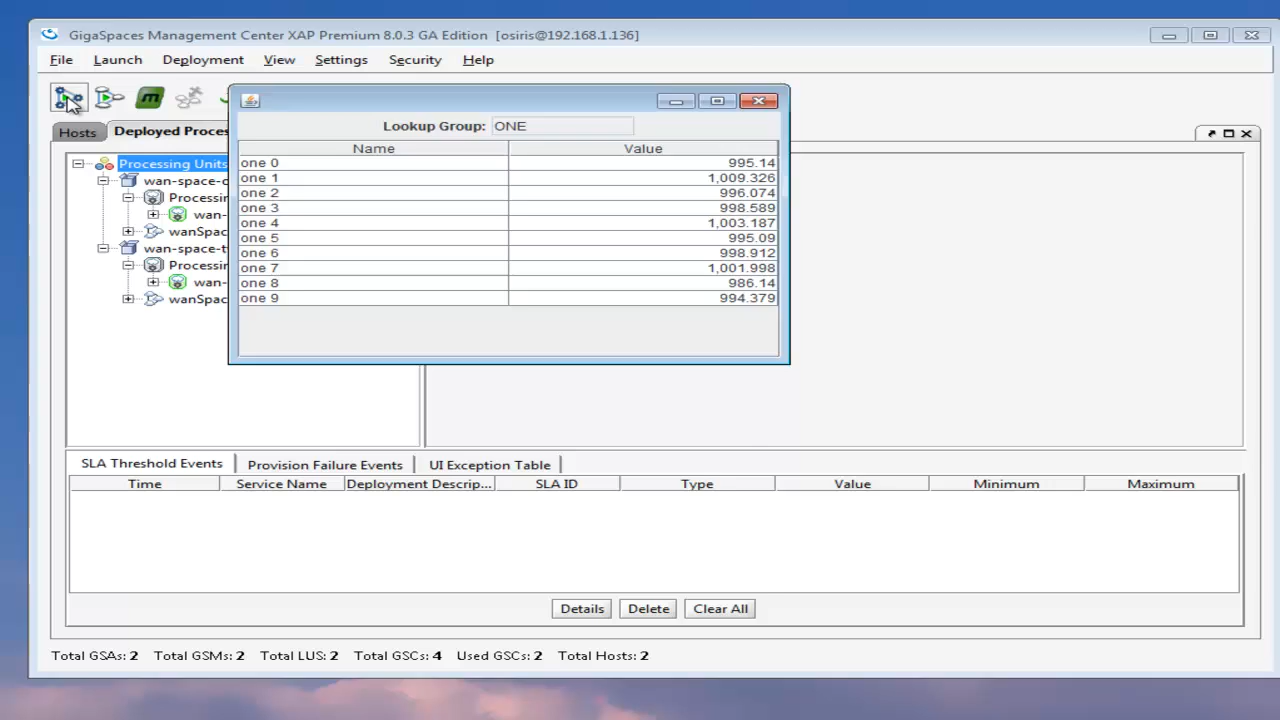 GigaSpaces Management Center XAP Premium 8.0.3 GA Edition [osiris@192.168.1.136]
File Launch Deployment View Settings Security Help
Hosts Deployed Proce
Processing Units
wan-space-
Processin
wan-
wanSpac
wan-space-t
Processin
wan-
wanSpac
Lookup Group: ONE
Name Value
one 0 995.14
one 1 1,009.326
one 2 996.074
one 3 998.589
one 4 1,003.187
one 5 995.09
one 6 998.912
one 7 1,001.998
one 8 986.14
one 9 994.379
SLA Threshold Events Provision Failure Events UI Exception Table
Time Service Name Deployment Descrip... SLA ID Type Value Minimum Maximum
Details Delete Clear All
Total GSAs: 2 Total GSMs: 2 Total LUS: 2 Total GSCs: 4 Used GSCs: 2 Total Hosts: 2